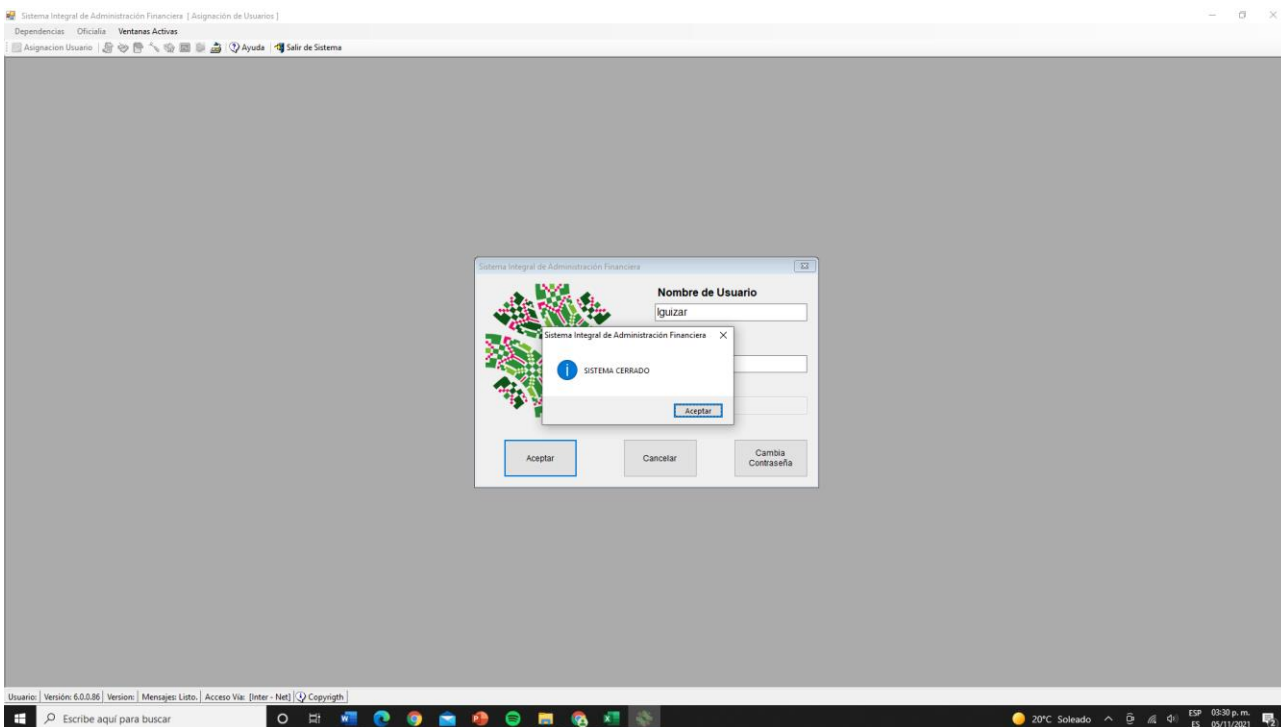 Sistema Integral de Administración Financiera [ Asignación de Usuarios ]
Dependencias Oficialia Ventanas Activas
Asignacion Usuario Ayuda Salir de Sistema
Sistema Integral de Administración Financiera
Nombre de Usuario
Iguizar
Sistema Integral de Administración Financiera
SISTEMA CERRADO
Aceptar
Aceptar Cancelar Cambia
Contraseña
Usuario: Versión: 6.0.0.86 Version: Mensajes: Listo. Acceso Vía: [Inter - Net] Copyrigth
Escribe aquí para buscar 20°C Soleado ESP 03:30 p. m.
ES 05/11/2021